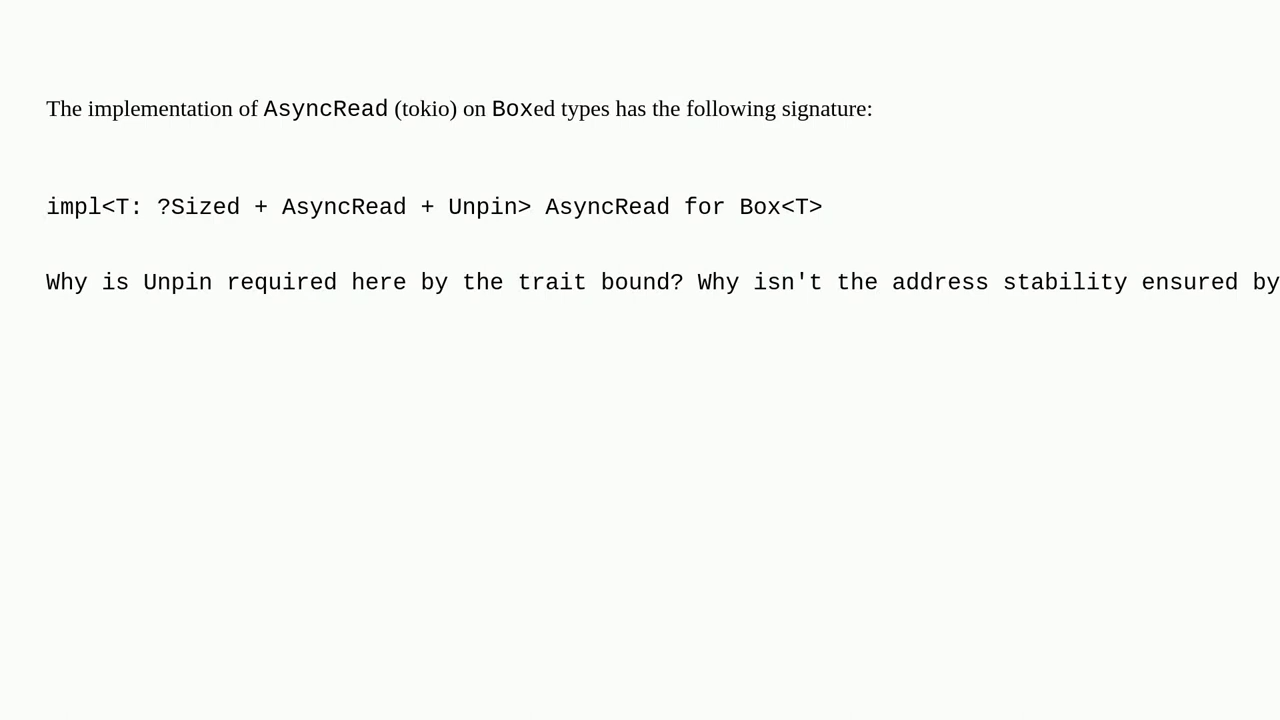 The implementation of AsyncRead (tokio) on Boxed types has the following signature:
impl<T: ?Sized + AsyncRead + Unpin> AsyncRead for Box<T>
Why is Unpin required here by the trait bound? Why isn't the address stability ensured by